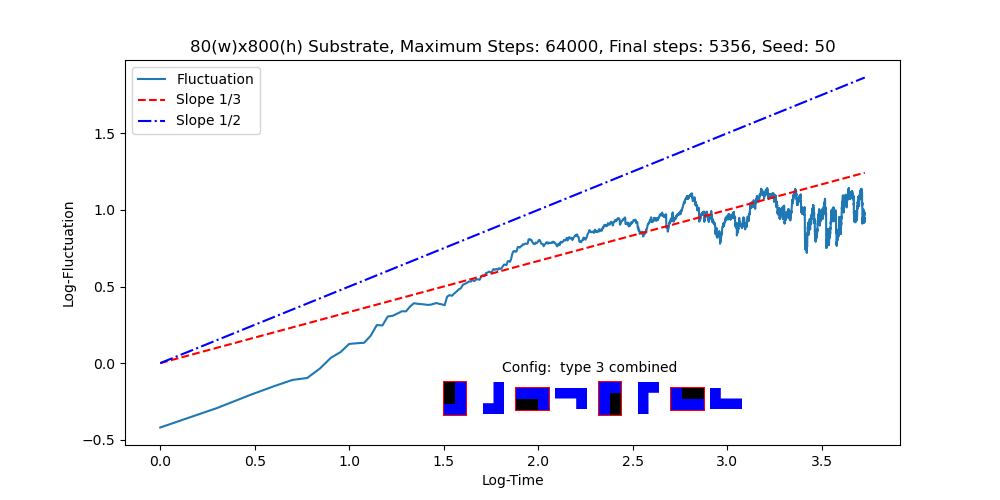 80(w)x800(h) Substrate, Maximum Steps: 64000, Final steps: 5356, Seed: 50
Fluctuation
Slope 1/3
Slope 1/2
Log-Fluctuation
1.5
1.0
0.5
0.0
−0.5
Config:  type 3 combined
0.0 0.5 1.0 1.5 2.0 2.5 3.0 3.5
Log-Time